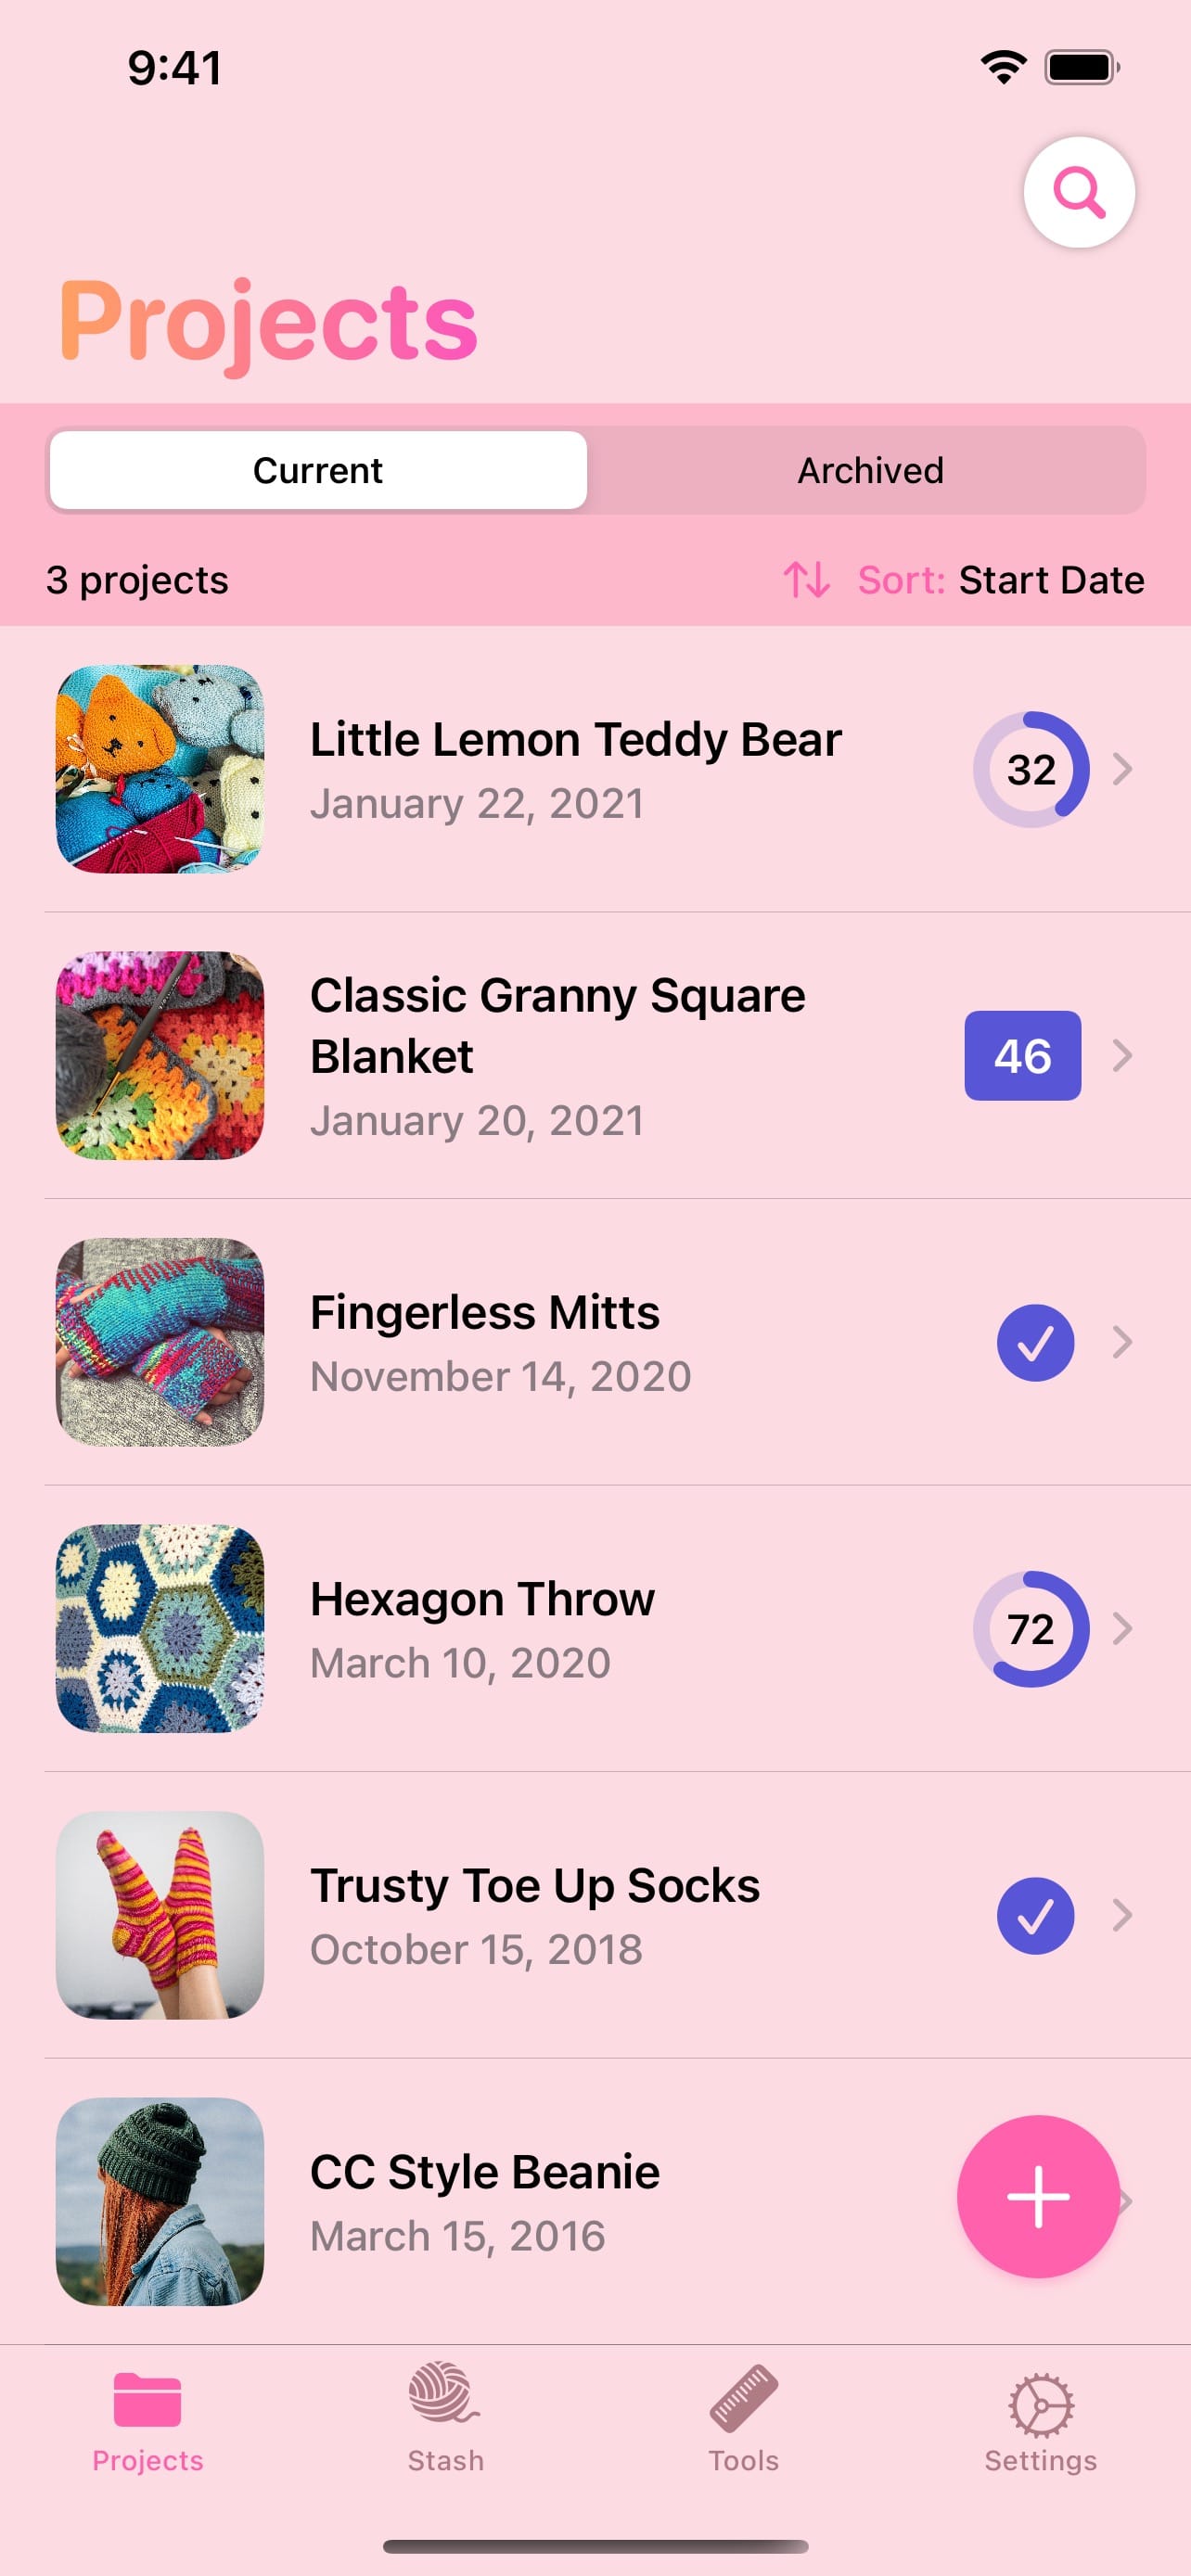 9:41
Projects
Current
Archived
3 projects
Sort: Start Date
Little Lemon Teddy Bear
January 22, 2021
32
Classic Granny Square
Blanket
January 20, 2021
46
Fingerless Mitts
November 14, 2020
Hexagon Throw
March 10, 2020
72
Trusty Toe Up Socks
October 15, 2018
CC Style Beanie
March 15, 2016
Projects
Stash
Tools
Settings